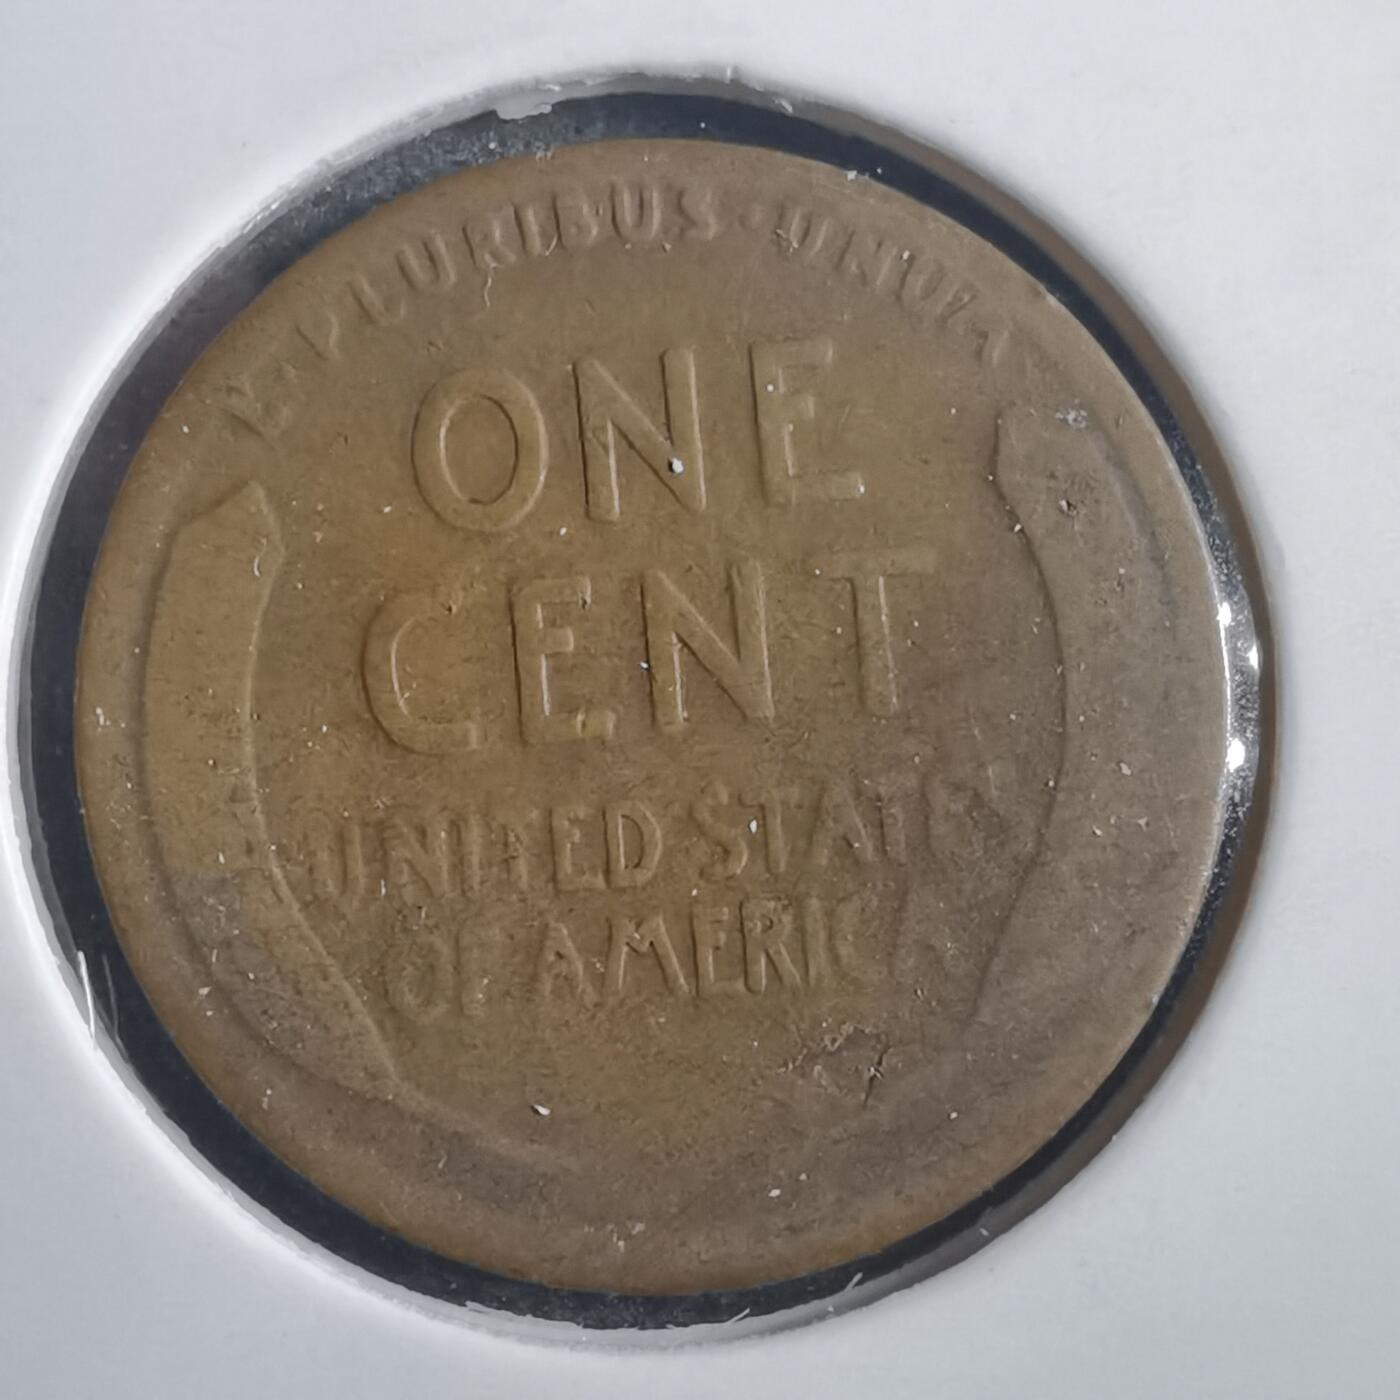 E·PLURIBUS·UNUM
ONE
CENT
UNITED STATES
OF AMERICA